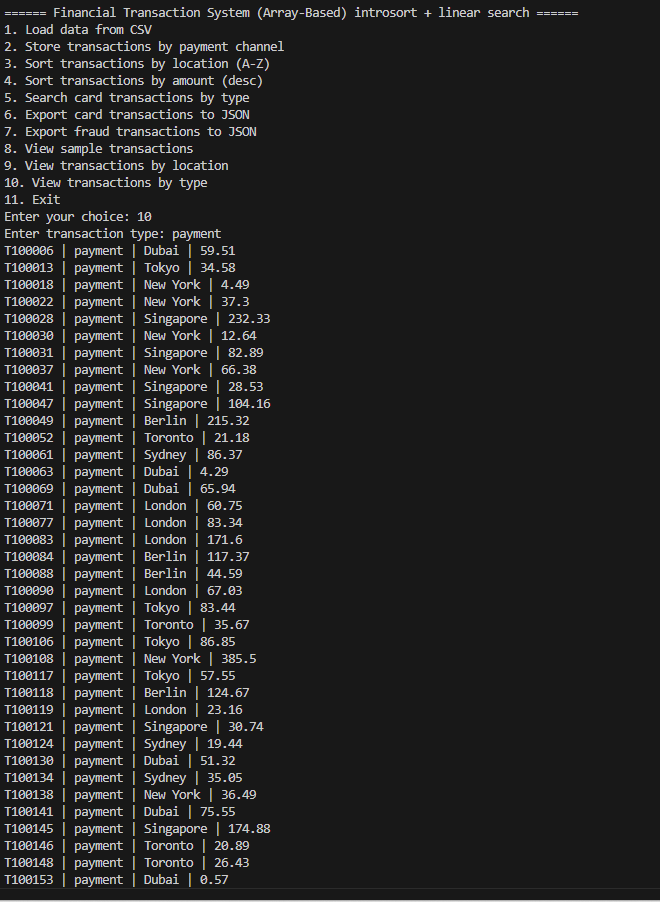 ====== Financial Transaction System (Array-Based) introsort + linear search ======
1. Load data from CSV
2. Store transactions by payment channel
3. Sort transactions by location (A-Z)
4. Sort transactions by amount (desc)
5. Search card transactions by type
6. Export card transactions to JSON
7. Export fraud transactions to JSON
8. View sample transactions
9. View transactions by location
10. View transactions by type
11. Exit
Enter your choice: 10
Enter transaction type: payment
T100006 | payment | Dubai | 59.51
T100013 | payment | Tokyo | 34.58
T100018 | payment | New York | 4.49
T100022 | payment | New York | 37.3
T100028 | payment | Singapore | 232.33
T100030 | payment | New York | 12.64
T100031 | payment | Singapore | 82.89
T100037 | payment | New York | 66.38
T100041 | payment | Singapore | 28.53
T100047 | payment | Singapore | 104.16
T100049 | payment | Berlin | 215.32
T100052 | payment | Toronto | 21.18
T100061 | payment | Sydney | 86.37
T100063 | payment | Dubai | 4.29
T100069 | payment | Dubai | 65.94
T100071 | payment | London | 60.75
T100077 | payment | London | 83.34
T100083 | payment | London | 171.6
T100084 | payment | Berlin | 117.37
T100088 | payment | Berlin | 44.59
T100090 | payment | London | 67.03
T100097 | payment | Tokyo | 83.44
T100099 | payment | Toronto | 35.67
T100106 | payment | Tokyo | 86.85
T100108 | payment | New York | 385.5
T100117 | payment | Tokyo | 57.55
T100118 | payment | Berlin | 124.67
T100119 | payment | London | 23.16
T100121 | payment | Singapore | 30.74
T100124 | payment | Sydney | 19.44
T100130 | payment | Dubai | 51.32
T100134 | payment | Sydney | 35.05
T100138 | payment | New York | 36.49
T100141 | payment | Dubai | 75.55
T100145 | payment | Singapore | 174.88
T100146 | payment | Toronto | 20.89
T100148 | payment | Toronto | 26.43
T100153 | payment | Dubai | 0.57